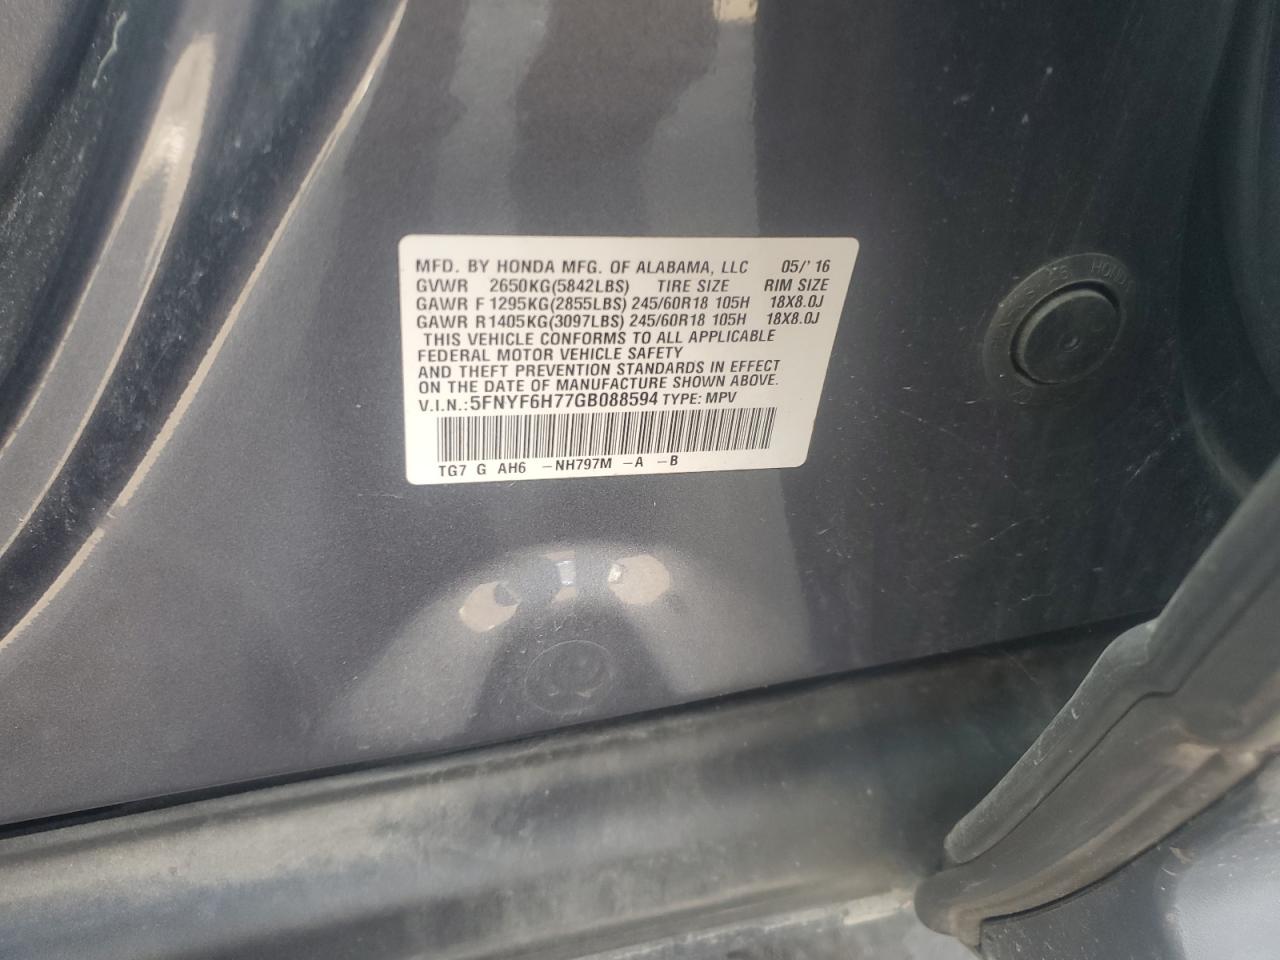 MFD. BY HONDA MFG. OF ALABAMA, LLC 05/'16
GVWR 2650KG(5842LBS) TIRE SIZE RIM SIZE
GAWR F 1295KG(2855LBS) 245/60R18 105H 18X8.0J
GAWR R 1405KG(3097LBS) 245/60R18 105H 18X8.0J
THIS VEHICLE CONFORMS TO ALL APPLICABLE
FEDERAL MOTOR VEHICLE SAFETY
AND THEFT PREVENTION STANDARDS IN EFFECT
ON THE DATE OF MANUFACTURE SHOWN ABOVE.
V.I.N.:5FNYF6H77GB088594 TYPE: MPV
TG7 G AH6 -NH797M -A -B
HONDA